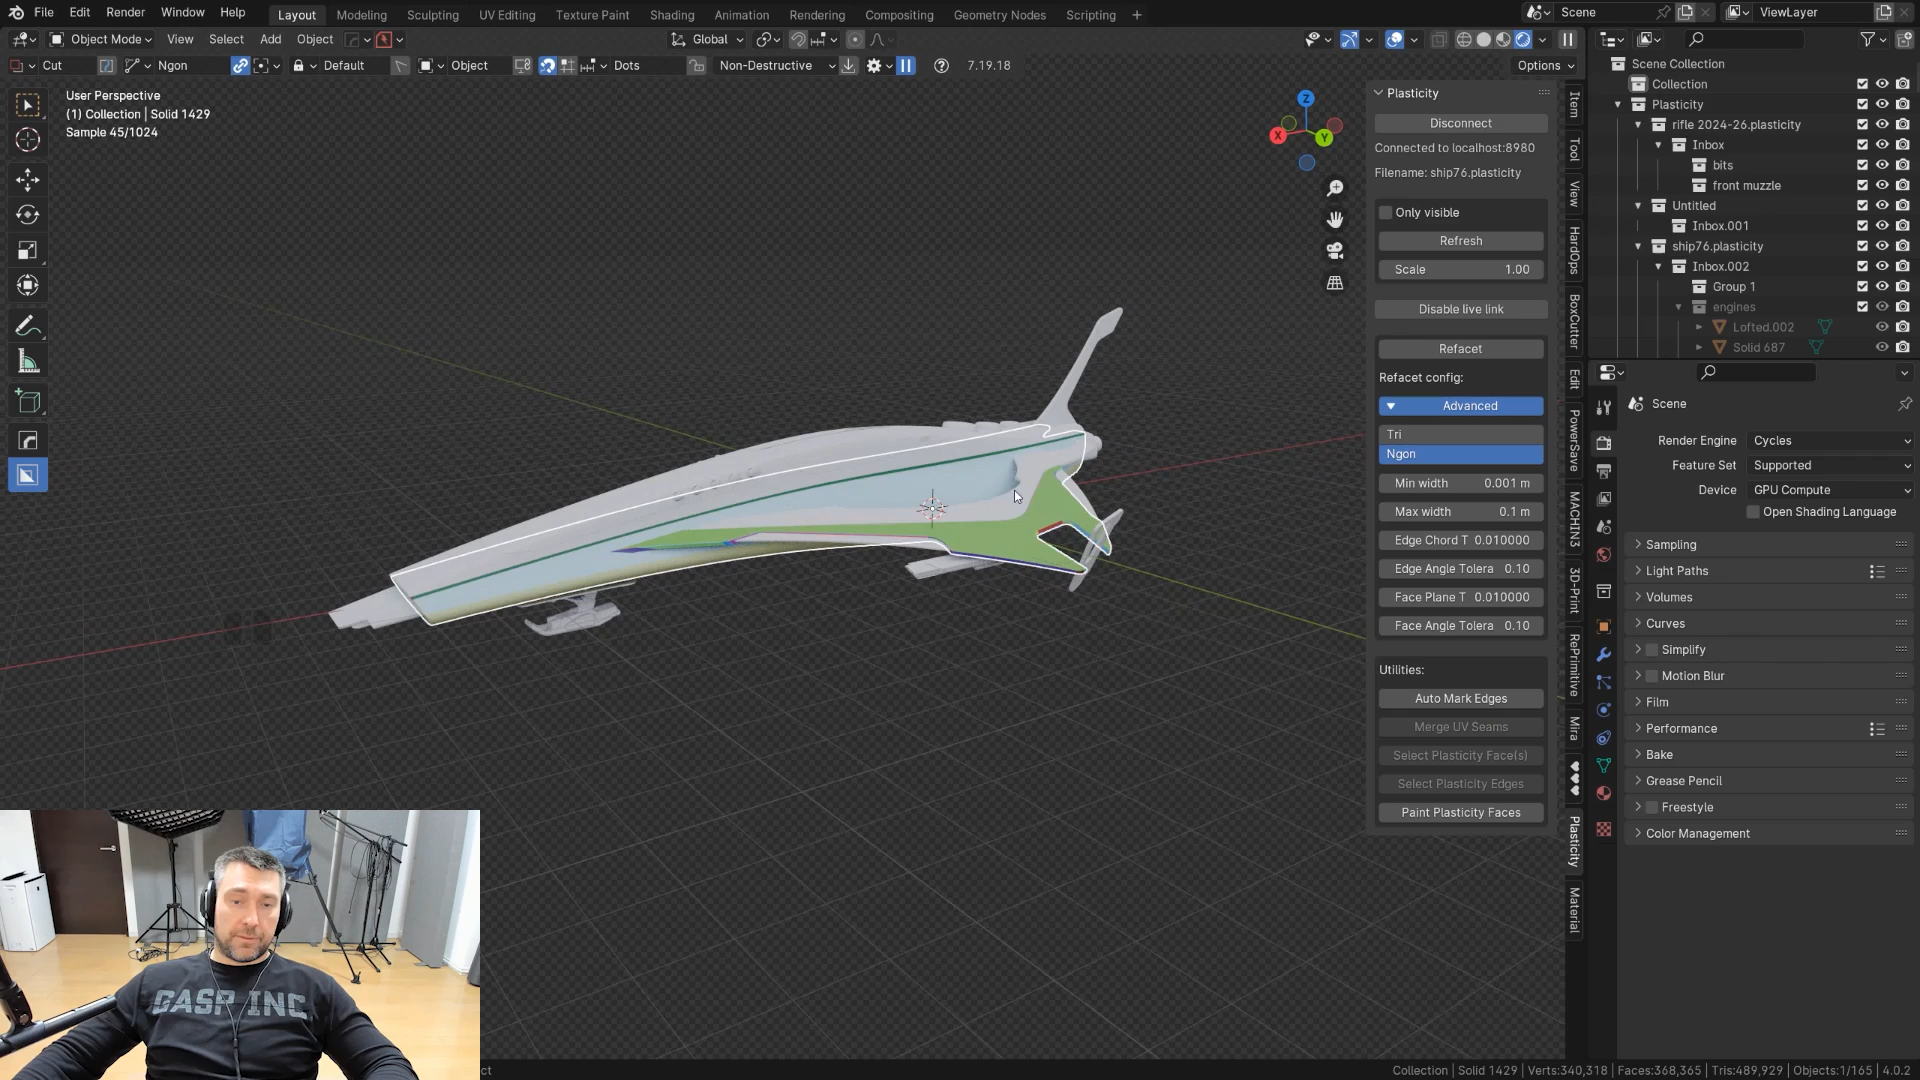 File Edit Render Window Help Layout Modeling Sculpting UV Editing Texture Paint Shading Animation Rendering Compositing Geometry Nodes Scripting + Scene ViewLayer
Object Mode View Select Add Object Global
Cut Ngon Default Object Dots Non-Destructive 7.19.18 Options
User Perspective
(1) Collection | Solid 1429
Sample 45/1024
Z
X
Y
Plasticity
Disconnect
Connected to localhost:8980
Filename: ship76.plasticity
Only visible
Refresh
Scale 1.00
Disable live link
Refacet
Refacet config:
Advanced
Tri
Ngon
Min width 0.001 m
Max width 0.1 m
Edge Chord T 0.010000
Edge Angle Tolera 0.10
Face Plane T 0.010000
Face Angle Tolera 0.10
Utilities:
Auto Mark Edges
Merge UV Seams
Select Plasticity Face(s)
Select Plasticity Edges
Paint Plasticity Faces
Item
Tool
View
HardOps
BoxCutter
Edit
PowerSave
MACHIN3
3D-Print
RePrimitive
Mira
♥♥♥
Plasticity
Material
Scene Collection
Collection
Plasticity
rifle 2024-26.plasticity
Inbox
bits
front muzzle
Untitled
Inbox.001
ship76.plasticity
Inbox.002
Group 1
engines
Lofted.002
Solid 687
Scene
Render Engine Cycles
Feature Set Supported
Device GPU Compute
Open Shading Language
Sampling
Light Paths
Volumes
Curves
Simplify
Motion Blur
Film
Performance
Bake
Grease Pencil
Freestyle
Color Management
GASP INC
ct
Collection | Solid 1429 | Verts:340,318 | Faces:368,365 | Tris:489,929 | Objects:1/165 | 4.0.2